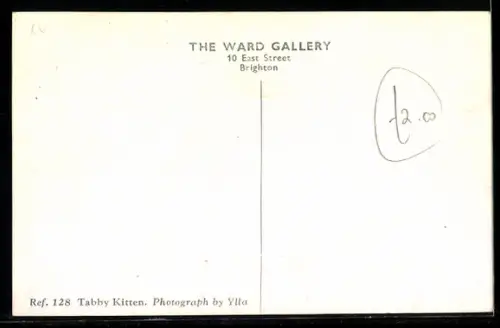 THE WARD GALLERY
10 East Street
Brighton
£2.00
Ref. 128 Tabby Kitten. Photograph by Ylla